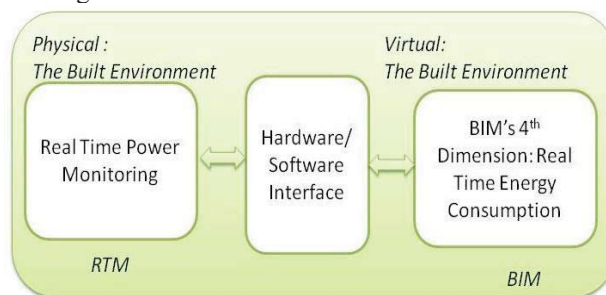 Physical :
The Built Environment
Virtual:
The Built Environment
Real Time Power
Monitoring
Hardware/
Software
Interface
BIM's 4th
Dimension: Real
Time Energy
Consumption
RTM
BIM